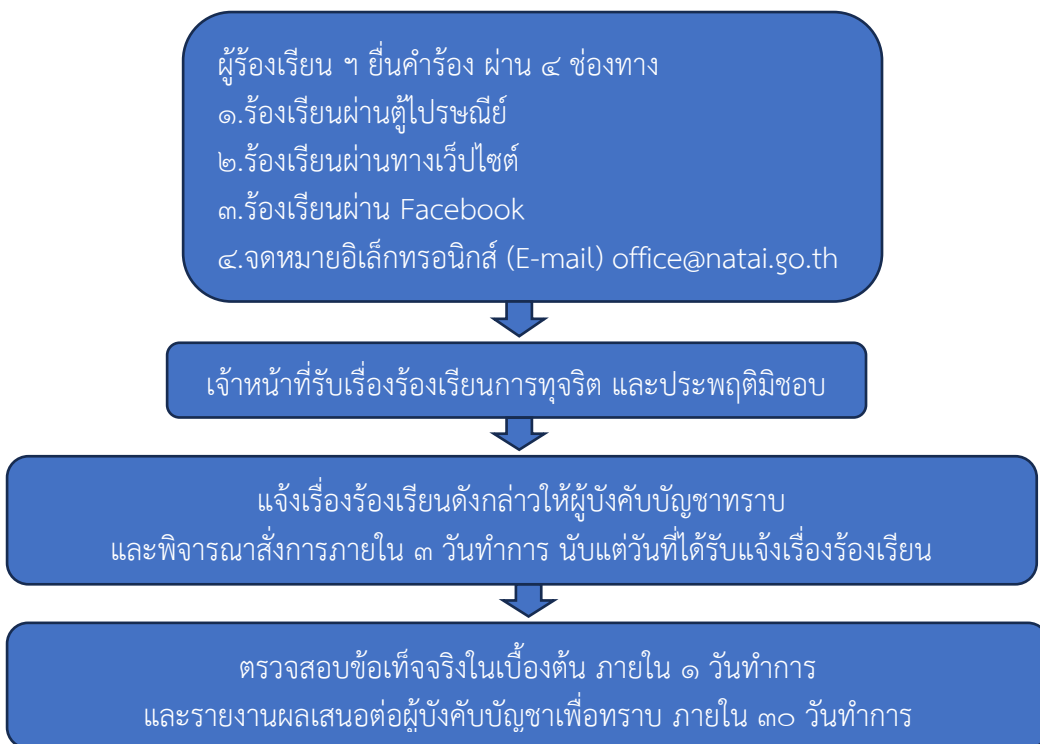 ผู้ร้องเรียน ฯ ยื่นคำร้อง ผ่าน ๔ ช่องทาง
๑.ร้องเรียนผ่านตู้ไปรษณีย์
๒.ร้องเรียนผ่านทางเว็ปไซต์
๓.ร้องเรียนผ่าน Facebook
๔.จดหมายอิเล็กทรอนิกส์ (E-mail) office@natai.go.th
เจ้าหน้าที่รับเรื่องร้องเรียนการทุจริต และประพฤติมิชอบ
แจ้งเรื่องร้องเรียนดังกล่าวให้ผู้บังคับบัญชาทราบ
และพิจารณาสั่งการภายใน ๓ วันทำการ นับแต่วันที่ได้รับแจ้งเรื่องร้องเรียน
ตรวจสอบข้อเท็จจริงในเบื้องต้น ภายใน ๑ วันทำการ
และรายงานผลเสนอต่อผู้บังคับบัญชาเพื่อทราบ ภายใน ๓๐ วันทำการ